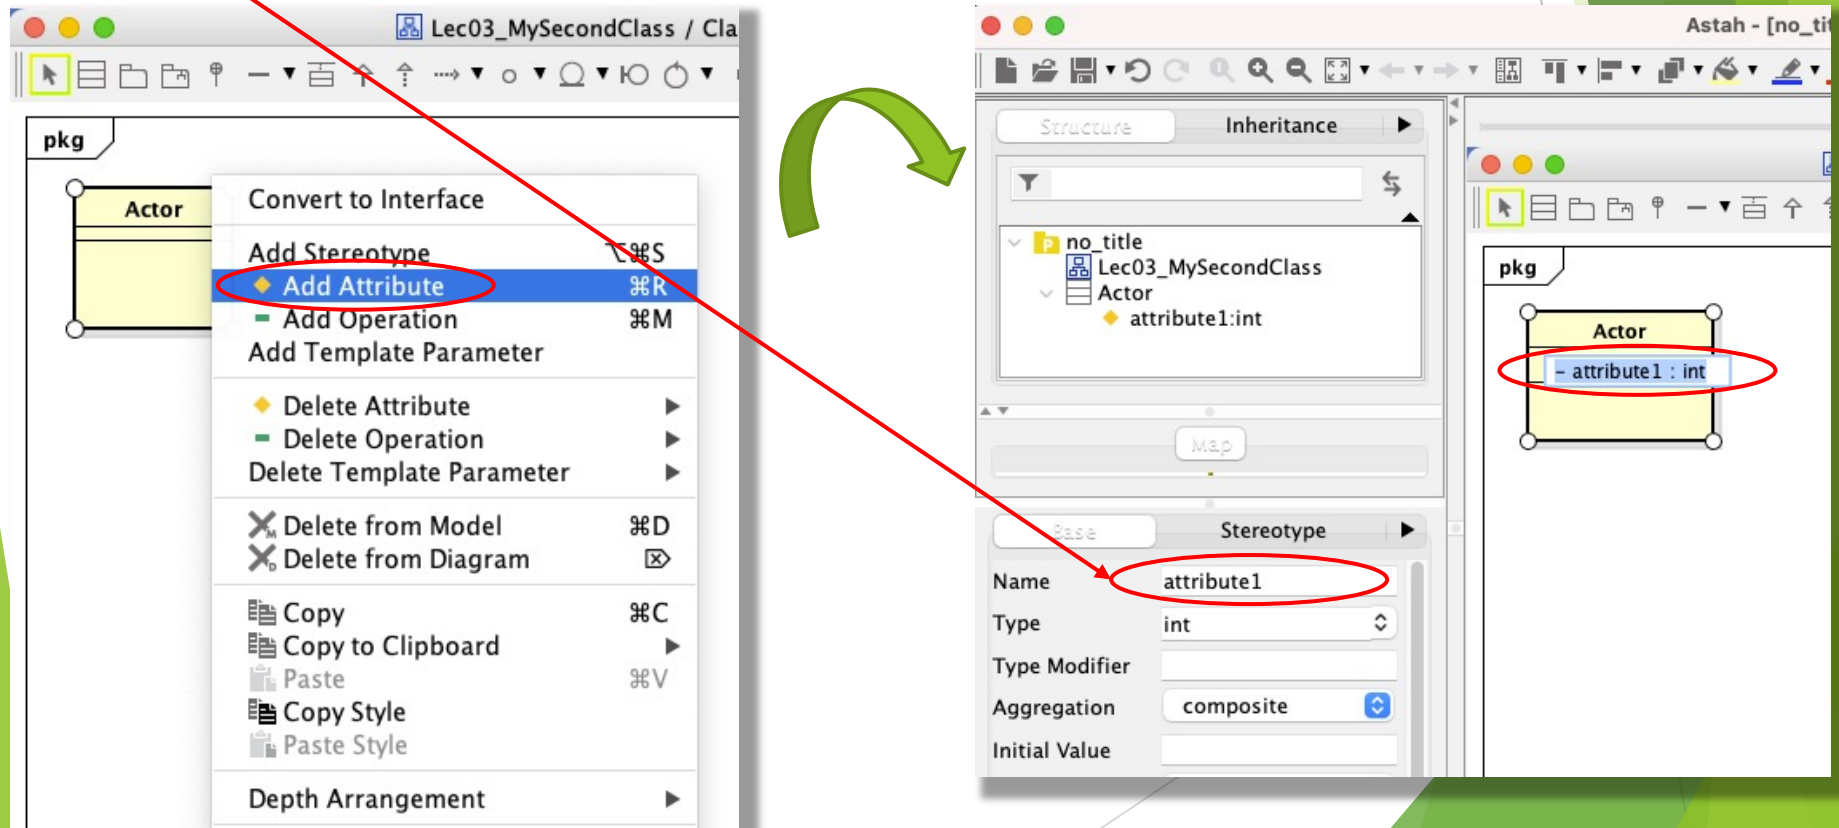 Lec03_MySecondClass / Cla
pkg
Actor
Convert to Interface
Add Stereotype ⌥⌘S
Add Attribute ⌘R
Add Operation ⌘M
Add Template Parameter
Delete Attribute
Delete Operation
Delete Template Parameter
Delete from Model ⌘D
Delete from Diagram ⌦
Copy ⌘C
Copy to Clipboard
Paste ⌘V
Copy Style
Paste Style
Depth Arrangement
Astah - [no_tit
Structure Inheritance
no_title
Lec03_MySecondClass
Actor
attribute1:int
Map
Base Stereotype
Name attribute1
Type int
Type Modifier
Aggregation composite
Initial Value
pkg
Actor
- attribute1 : int